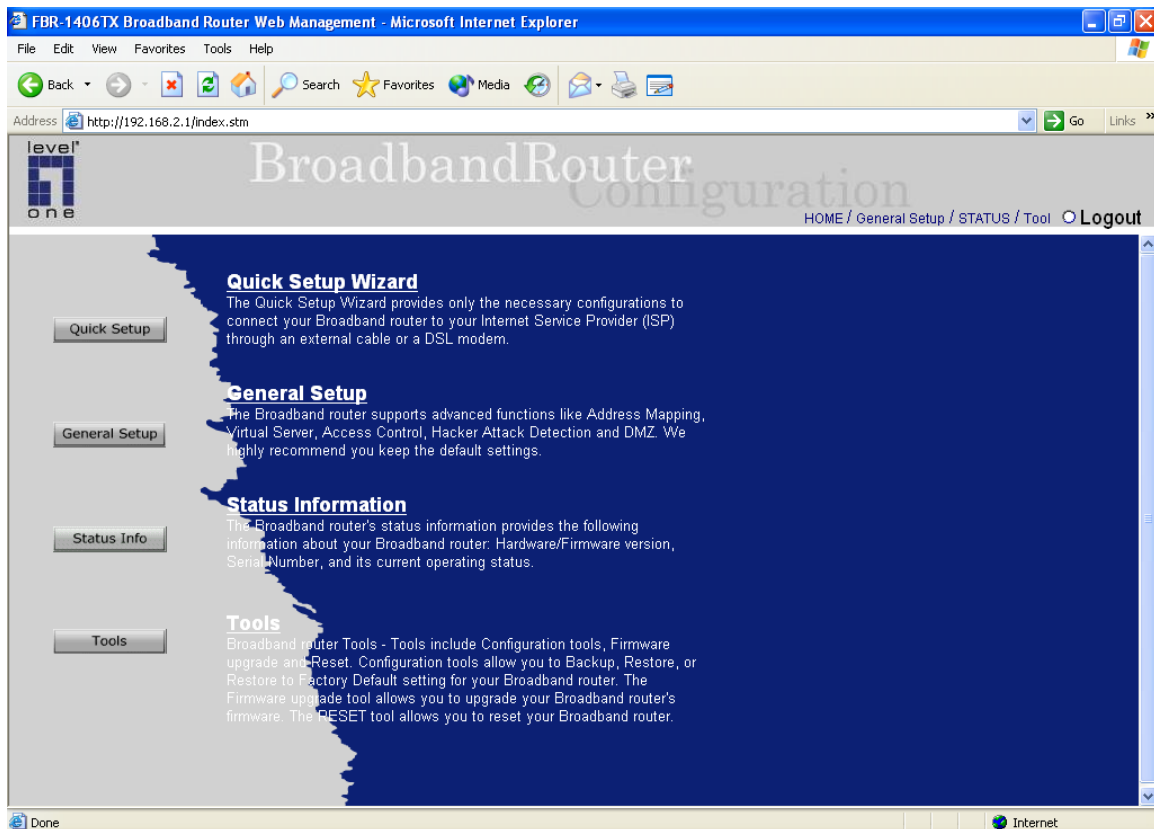 FBR-1406TX Broadband Router Web Management - Microsoft Internet Explorer
File Edit View Favorites Tools Help
Back Search Favorites Media
Address http://192.168.2.1/index.stm Go Links »
level
one
BroadbandRouter
Configuration
HOME / General Setup / STATUS / Tool Logout
Quick Setup Wizard
The Quick Setup Wizard provides only the necessary configurations to
connect your Broadband router to your Internet Service Provider (ISP)
through an external cable or a DSL modem.
Quick Setup
General Setup
The Broadband router supports advanced functions like Address Mapping,
Virtual Server, Access Control, Hacker Attack Detection and DMZ. We
highly recommend you keep the default settings.
General Setup
Status Information
The Broadband router's status information provides the following
information about your Broadband router: Hardware/Firmware version,
Serial Number, and its current operating status.
Status Info
Tools
Broadband router Tools - Tools include Configuration tools, Firmware
upgrade and Reset. Configuration tools allow you to Backup, Restore, or
Restore to Factory Default setting for your Broadband router. The
Firmware upgrade tool allows you to upgrade your Broadband router's
firmware. The RESET tool allows you to reset your Broadband router.
Tools
Done Internet